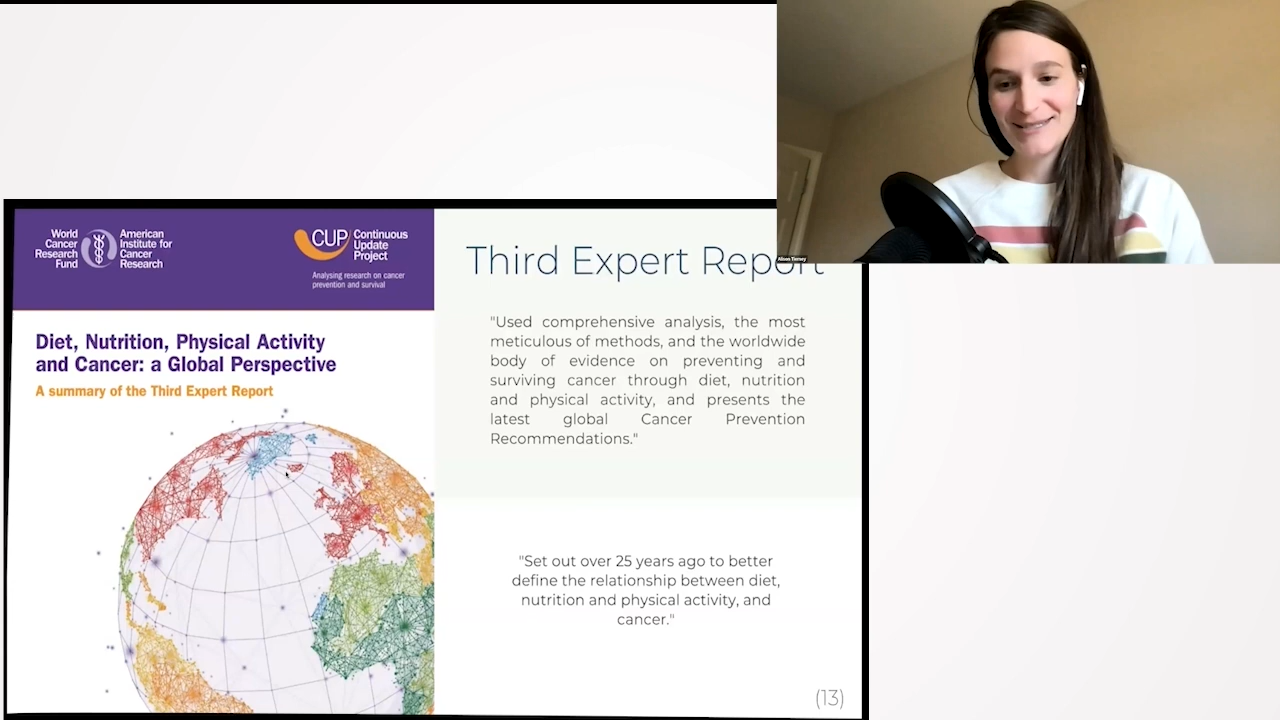 World
Cancer
Research
Fund
American
Institute for
Cancer
Research
CUP
Continuous
Update
Project
Analysing research on cancer
prevention and survival
Diet, Nutrition, Physical Activity
and Cancer: a Global Perspective
A summary of the Third Expert Report
Third Expert Report
"Used comprehensive analysis, the most
meticulous of methods, and the worldwide
body of evidence on preventing and
surviving cancer through diet, nutrition
and physical activity, and presents the
latest global Cancer Prevention
Recommendations."
"Set out over 25 years ago to better
define the relationship between diet,
nutrition and physical activity, and
cancer."
(13)
Alison Tierney